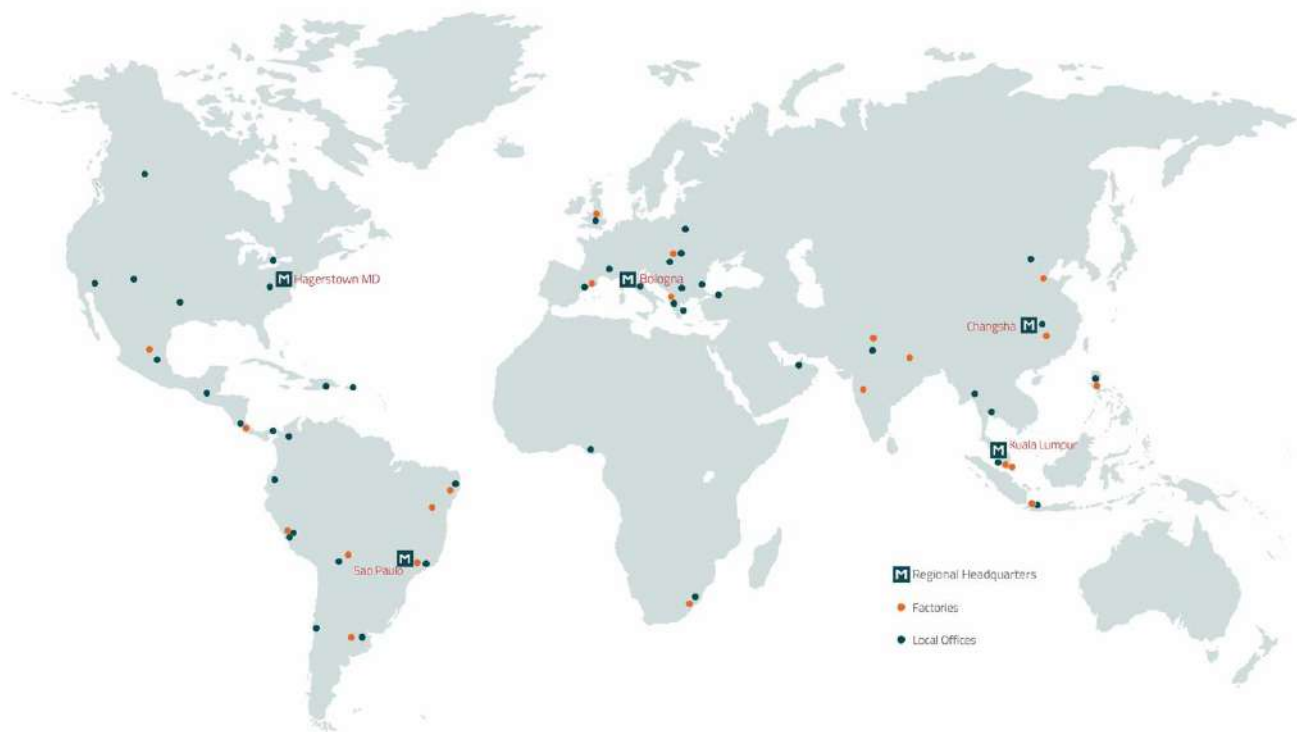 M Hagerstown MD
M Bologna
Changsha M
Kuala Lumpur
M
M
Sao Paulo
M Regional Headquarters
Factories
Local Offices